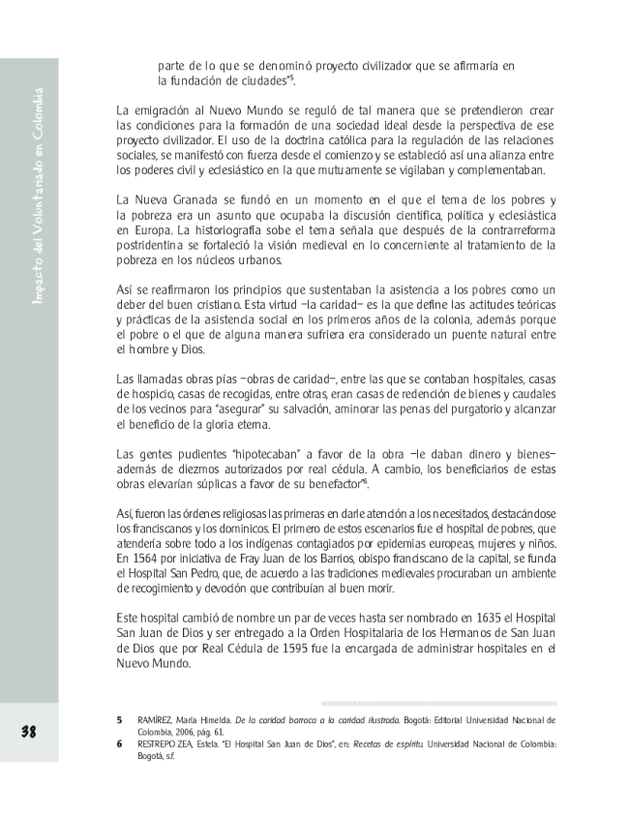 parte de lo que se denominó proyecto civilizador que se afirmaría en
la fundación de ciudades”5.
La emigración al Nuevo Mundo se reguló de tal manera que se pretendieron crear
las condiciones para la formación de una sociedad ideal desde la perspectiva de ese
proyecto civilizador. El uso de la doctrina católica para la regulación de las relaciones
sociales, se manifestó con fuerza desde el comienzo y se estableció así una alianza entre
los poderes civil y eclesiástico en la que mutuamente se vigilaban y complementaban.
La Nueva Granada se fundó en un momento en el que el tema de los pobres y
la pobreza era un asunto que ocupaba la discusión científica, política y eclesiástica
en Europa. La historiografía sobe el tema señala que después de la contrarreforma
postridentina se fortaleció la visión medieval en lo concerniente al tratamiento de la
pobreza en los núcleos urbanos.
Así se reafirmaron los principios que sustentaban la asistencia a los pobres como un
deber del buen cristiano. Esta virtud –la caridad– es la que define las actitudes teóricas
y prácticas de la asistencia social en los primeros años de la colonia, además porque
el pobre o el que de alguna manera sufriera era considerado un puente natural entre
el hombre y Dios.
Las llamadas obras pías –obras de caridad–, entre las que se contaban hospitales, casas
de hospicio, casas de recogidas, entre otras, eran casas de redención de bienes y caudales
de los vecinos para “asegurar” su salvación, aminorar las penas del purgatorio y alcanzar
el beneficio de la gloria eterna.
Las gentes pudientes “hipotecaban” a favor de la obra –le daban dinero y bienes–
además de diezmos autorizados por real cédula. A cambio, los beneficiarios de estas
obras elevarían súplicas a favor de su benefactor”6.
Así, fueron las órdenes religiosas las primeras en darle atención a los necesitados, destacándose
los franciscanos y los dominicos. El primero de estos escenarios fue el hospital de pobres, que
atendería sobre todo a los indígenas contagiados por epidemias europeas, mujeres y niños.
En 1564 por iniciativa de Fray Juan de los Barrios, obispo franciscano de la capital, se funda
el Hospital San Pedro, que, de acuerdo a las tradiciones medievales procuraban un ambiente
de recogimiento y devoción que contribuían al buen morir.
Este hospital cambió de nombre un par de veces hasta ser nombrado en 1635 el Hospital
San Juan de Dios y ser entregado a la Orden Hospitalaria de los Hermanos de San Juan
de Dios que por Real Cédula de 1595 fue la encargada de administrar hospitales en el
Nuevo Mundo.
5 RAMÍREZ, María Himelda. De la caridad barroca a la caridad ilustrada. Bogotá: Editorial Universidad Nacional de
Colombia, 2006, pág. 61.
6 RESTREPO ZEA, Estela. “El Hospital San Juan de Dios”, en: Recetas de espíritu. Universidad Nacional de Colombia:
Bogotá, s.f.
Impacto del Voluntariado en Colombia
38